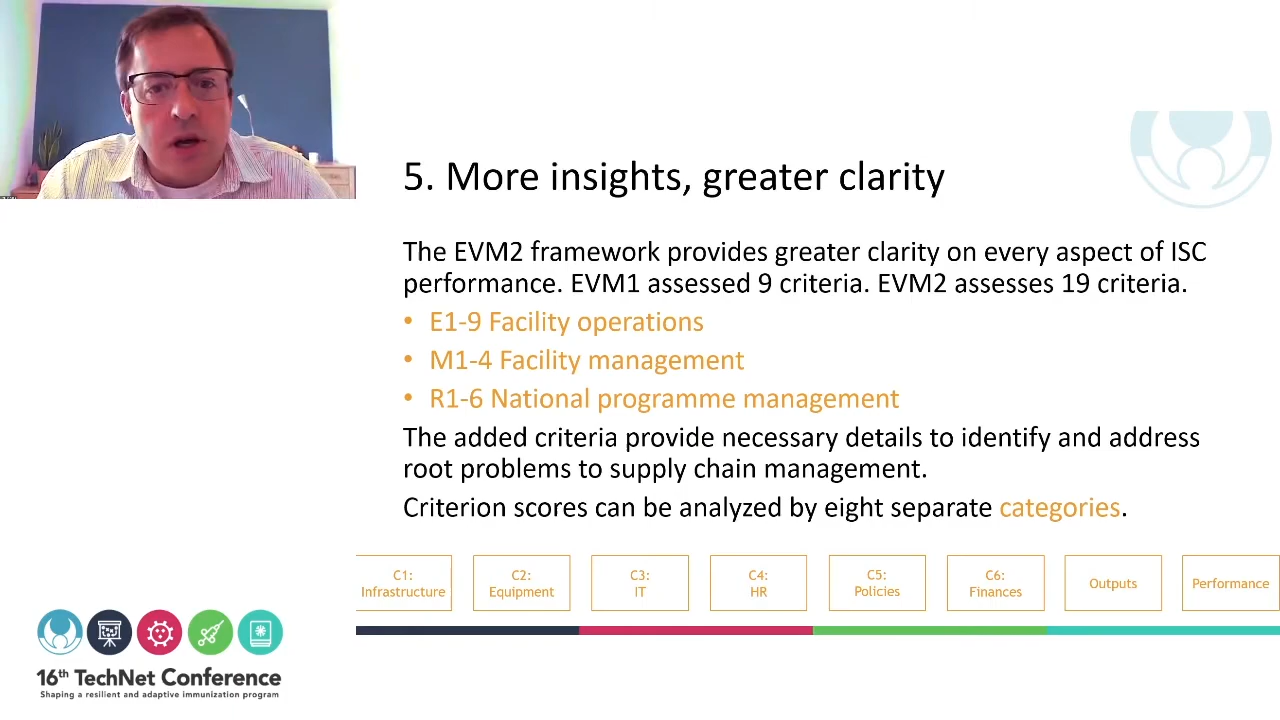 5. More insights, greater clarity
The EVM2 framework provides greater clarity on every aspect of ISC
performance. EVM1 assessed 9 criteria. EVM2 assesses 19 criteria.
• E1-9 Facility operations
• M1-4 Facility management
• R1-6 National programme management
The added criteria provide necessary details to identify and address
root problems to supply chain management.
Criterion scores can be analyzed by eight separate categories.
C1:
Infrastructure
C2:
Equipment
C3:
IT
C4:
HR
C5:
Policies
C6:
Finances
Outputs
Performance
16th TechNet Conference
Shaping a resilient and adaptive immunization program